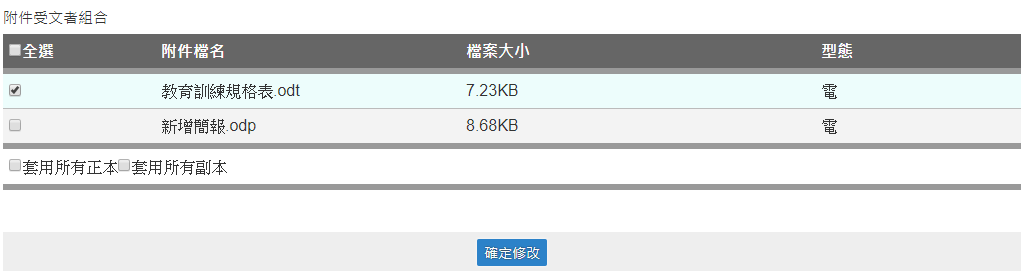 附件受文者組合
全選 附件檔名 檔案大小 型態
教育訓練規格表.odt 7.23KB 電
新增簡報.odp 8.68KB 電
套用所有正本 套用所有副本
確定修改